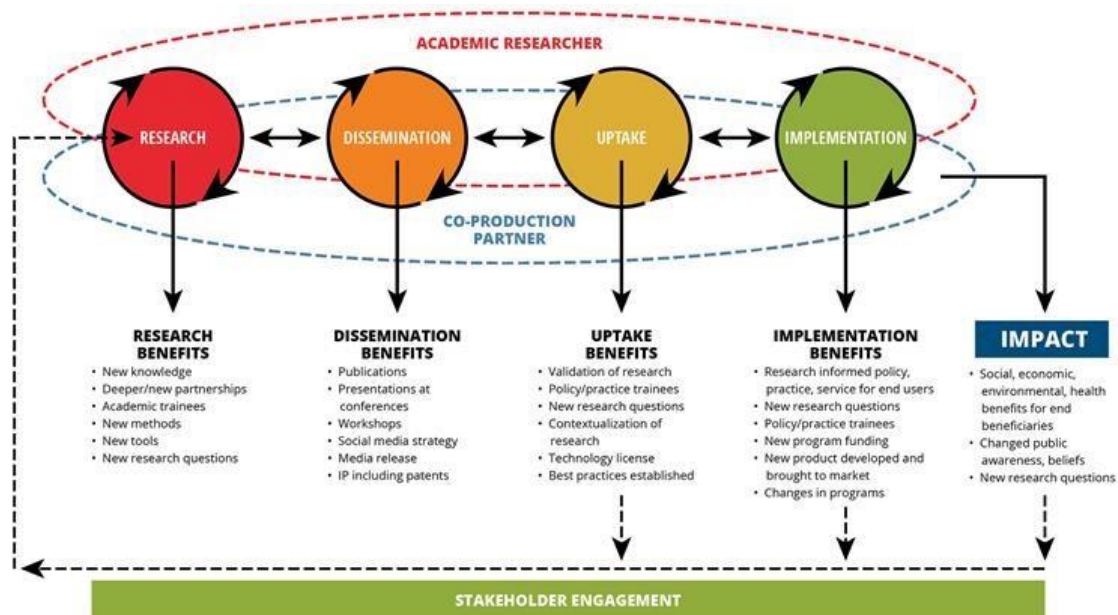 ACADEMIC RESEARCHER
RESEARCH
DISSEMINATION
UPTAKE
IMPLEMENTATION
CO-PRODUCTION
PARTNER
RESEARCH
BENEFITS
• New knowledge
• Deeper/new partnerships
• Academic trainees
• New methods
• New tools
• New research questions
DISSEMINATION
BENEFITS
• Publications
• Presentations at
conferences
• Workshops
• Social media strategy
• Media release
• IP including patents
UPTAKE
BENEFITS
• Validation of research
• Policy/practice trainees
• New research questions
• Contextualization of
research
• Technology license
• Best practices established
IMPLEMENTATION
BENEFITS
• Research informed policy,
practice, service for end users
• New research questions
• Policy/practice trainees
• New program funding
• New product developed and
brought to market
• Changes in programs
IMPACT
• Social, economic,
environmental, health
benefits for end
beneficiaries
• Changed public
awareness, beliefs
• New research questions
STAKEHOLDER ENGAGEMENT